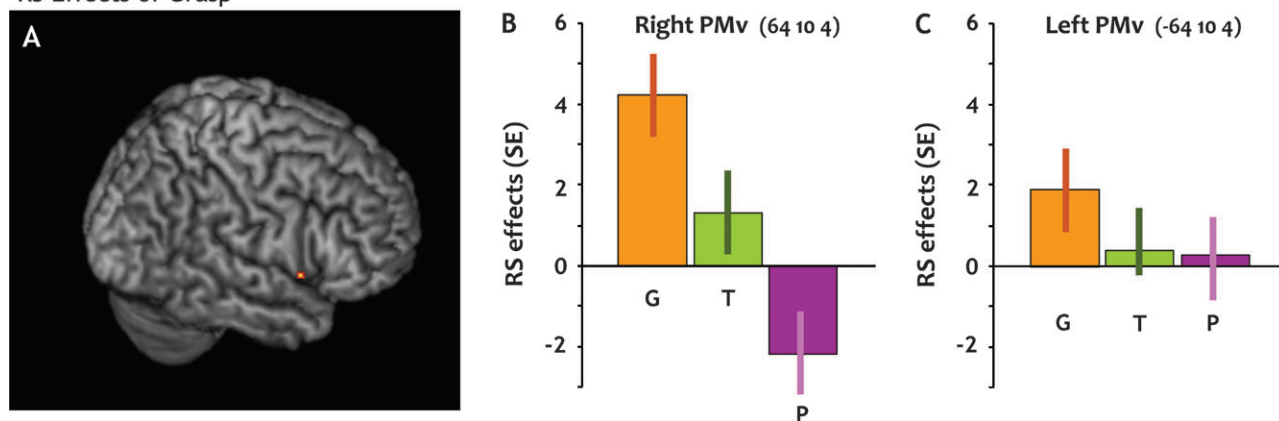 RS Effects of Grasp
A
B
Right PMv (64 10 4)
RS effects (SE)
6
4
2
0
-2
G
T
P
C
Left PMv (-64 10 4)
RS effects (SE)
6
4
2
0
-2
G
T
P